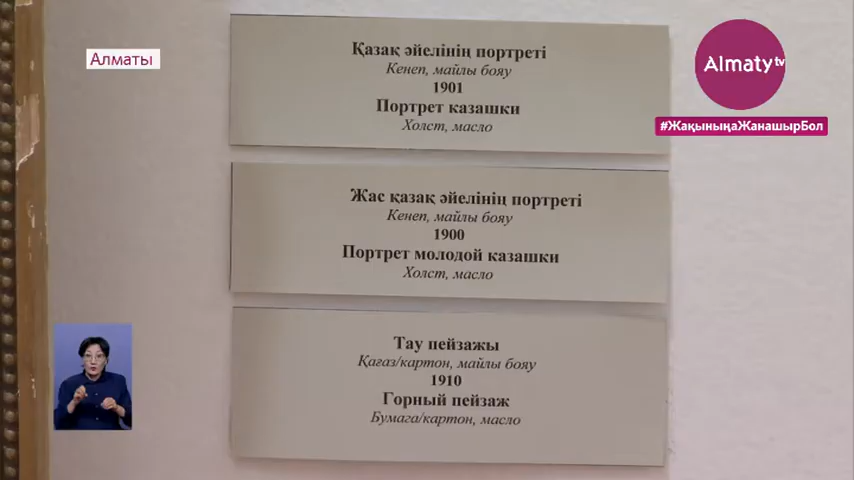 Алматы
Almaty tv
#ЖақыныңаЖанашырБол
Қазақ әйелінің портреті
Кенеп, майлы бояу
1901
Портрет казашки
Холст, масло
Жас қазақ әйелінің портреті
Кенеп, майлы бояу
1900
Портрет молодой казашки
Холст, масло
Тау пейзажы
Қағаз/картон, майлы бояу
1910
Горный пейзаж
Бумага/картон, масло